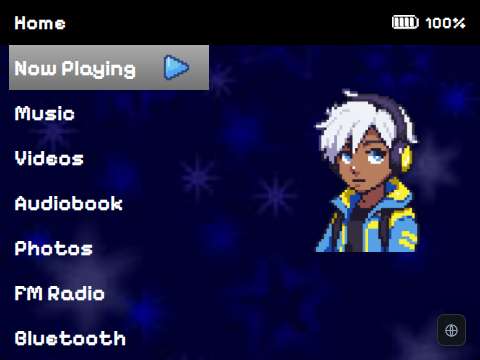 Home
100%
Now Playing
Music
Videos
Audiobook
Photos
FM Radio
Bluetooth